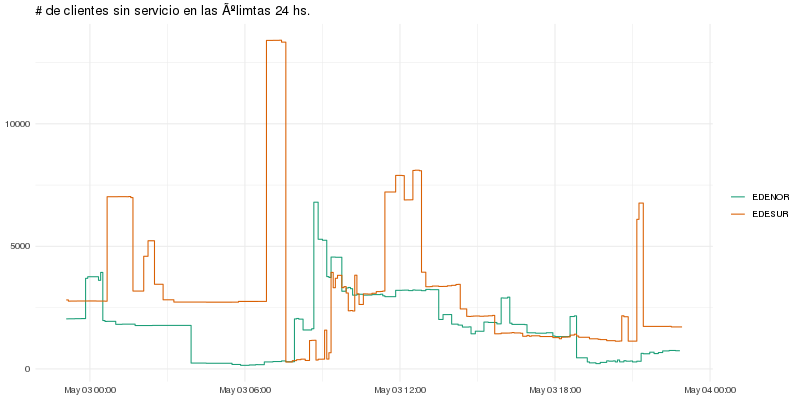 # de clientes sin servicio en las Ãºlimtas 24 hs.
10000
5000
0
EDENOR
EDESUR
May 03 00:00 May 03 06:00 May 03 12:00 May 03 18:00 May 04 00:00